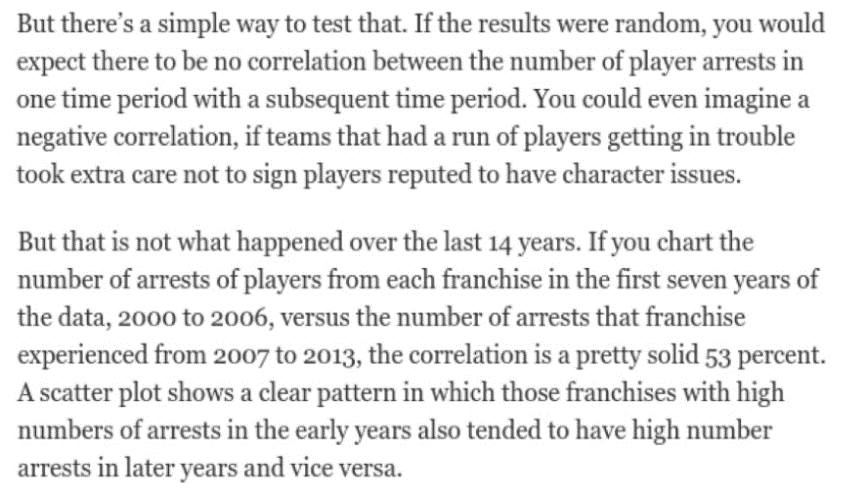 But there’s a simple way to test that. If the results were random, you would
expect there to be no correlation between the number of player arrests in
one time period with a subsequent time period. You could even imagine a
negative correlation, if teams that had a run of players getting in trouble
took extra care not to sign players reputed to have character issues.
But that is not what happened over the last 14 years. If you chart the
number of arrests of players from each franchise in the first seven years of
the data, 2000 to 2006, versus the number of arrests that franchise
experienced from 2007 to 2013, the correlation is a pretty solid 53 percent.
A scatter plot shows a clear pattern in which those franchises with high
numbers of arrests in the early years also tended to have high number
arrests in later years and vice versa.